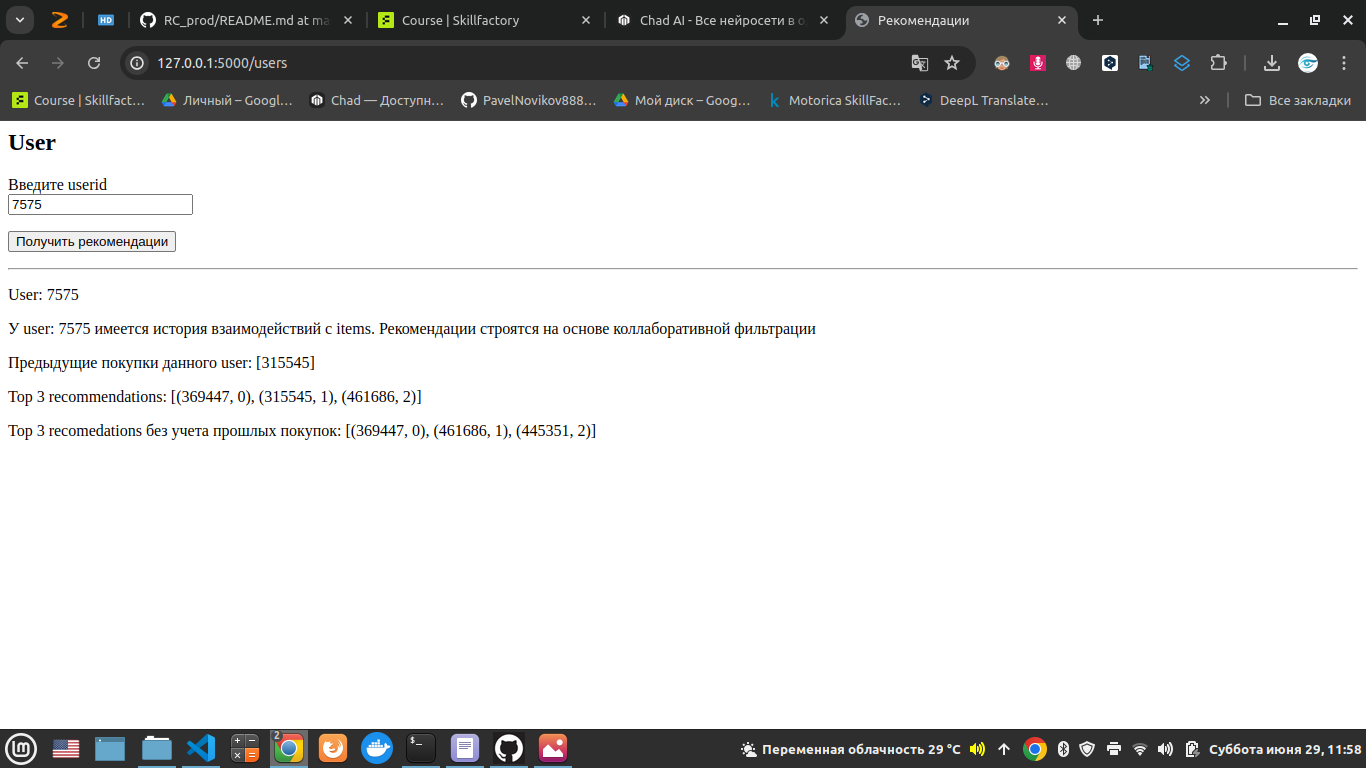 HD
RC_prod/README.md at ma
Course | Skillfactory
Chad AI - Все нейросети в од
Рекомендации
127.0.0.1:5000/users
Course | Skillfact…
Личный – Googl…
Chad — Доступн…
PavelNovikov888…
Мой диск – Goog…
Motorica SkillFac…
DeepL Translate…
Все закладки
User
Введите userid
7575
Получить рекомендации
User: 7575
У user: 7575 имеется история взаимодействий с items. Рекомендации строятся на основе коллаборативной фильтрации
Предыдущие покупки данного user: [315545]
Top 3 recommendations: [(369447, 0), (315545, 1), (461686, 2)]
Top 3 recomedations без учета прошлых покупок: [(369447, 0), (461686, 1), (445351, 2)]
2
Переменная облачность 29 °C
Суббота июня 29, 11:58